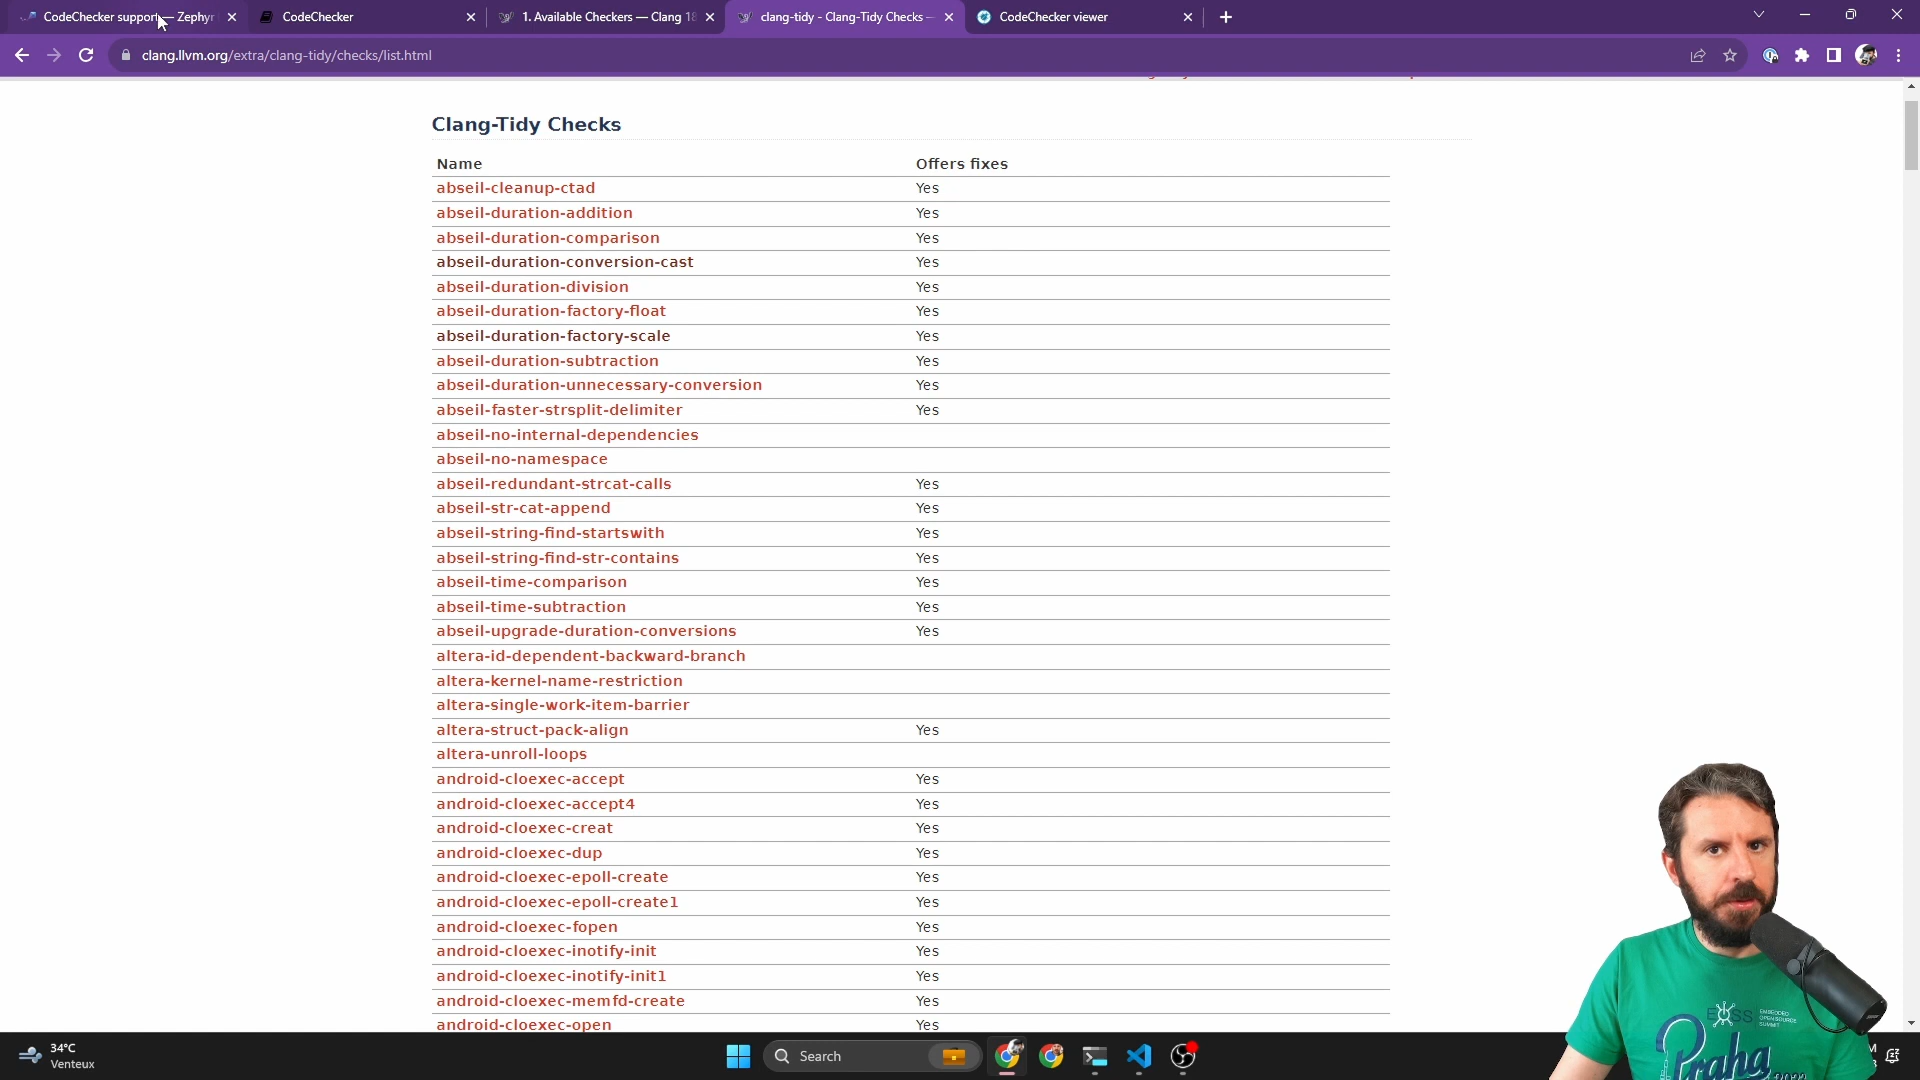 CodeChecker support — Zephyr
CodeChecker
1. Available Checkers — Clang 18
clang-tidy - Clang-Tidy Checks —
CodeChecker viewer
clang.llvm.org/extra/clang-tidy/checks/list.html
Clang-Tidy Checks
Name Offers fixes
abseil-cleanup-ctad Yes
abseil-duration-addition Yes
abseil-duration-comparison Yes
abseil-duration-conversion-cast Yes
abseil-duration-division Yes
abseil-duration-factory-float Yes
abseil-duration-factory-scale Yes
abseil-duration-subtraction Yes
abseil-duration-unnecessary-conversion Yes
abseil-faster-strsplit-delimiter Yes
abseil-no-internal-dependencies
abseil-no-namespace
abseil-redundant-strcat-calls Yes
abseil-str-cat-append Yes
abseil-string-find-startswith Yes
abseil-string-find-str-contains Yes
abseil-time-comparison Yes
abseil-time-subtraction Yes
abseil-upgrade-duration-conversions Yes
altera-id-dependent-backward-branch
altera-kernel-name-restriction
altera-single-work-item-barrier
altera-struct-pack-align Yes
altera-unroll-loops
android-cloexec-accept Yes
android-cloexec-accept4 Yes
android-cloexec-creat Yes
android-cloexec-dup Yes
android-cloexec-epoll-create Yes
android-cloexec-epoll-create1 Yes
android-cloexec-fopen Yes
android-cloexec-inotify-init Yes
android-cloexec-inotify-init1 Yes
android-cloexec-memfd-create Yes
android-cloexec-open Yes
EOSS
EMBEDDED
OPEN SOURCE
SUMMIT
Praha
34°C
Venteux
Search